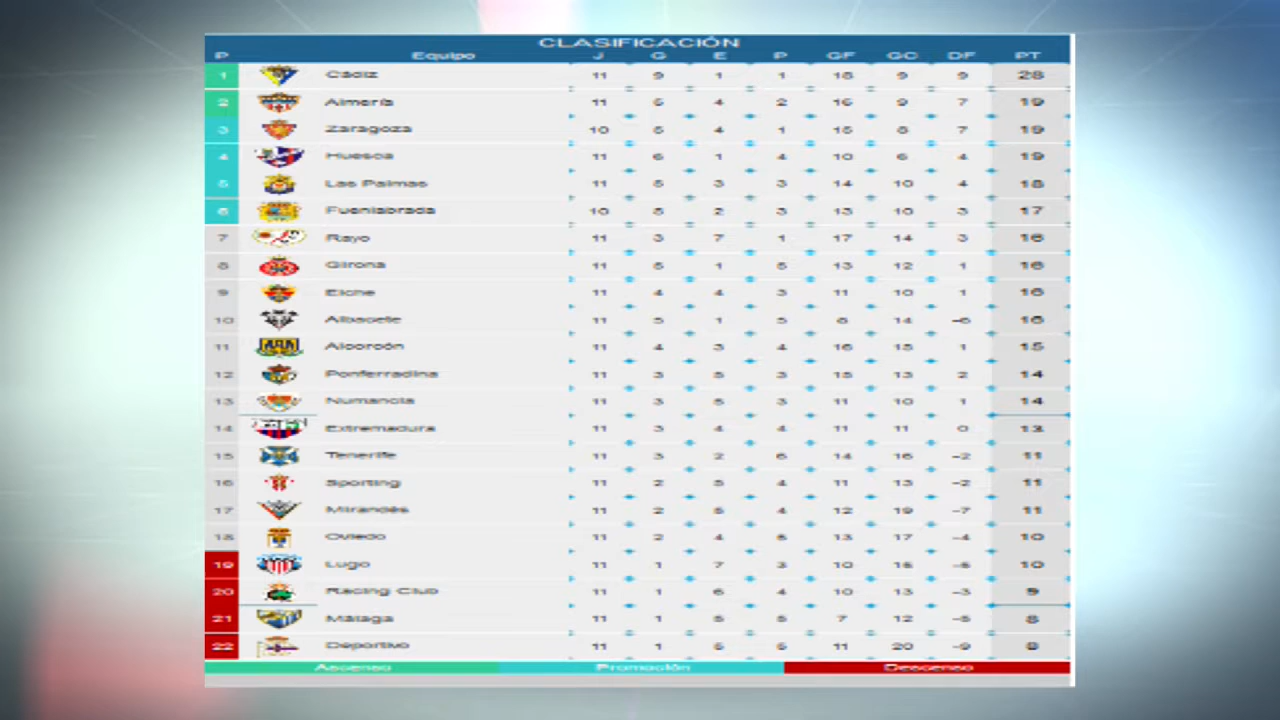 CLASIFICACIÓN
P Equipo J G E P GF GC DF PT
1 Cádiz 11 9 1 1 18 9 9 28
2 Almería 11 5 4 2 16 9 7 19
3 Zaragoza 10 5 4 1 15 8 7 19
4 Huesca 11 6 1 4 10 6 4 19
5 Las Palmas 11 5 3 3 14 10 4 18
6 Fuenlabrada 10 5 2 3 13 10 3 17
7 Rayo 11 3 7 1 17 14 3 16
8 Girona 11 5 1 5 13 12 1 16
9 Elche 11 4 4 3 11 10 1 16
10 Albacete 11 5 1 5 8 14 -6 16
11 Alcorcón 11 4 3 4 16 15 1 15
12 Ponferradina 11 3 5 3 15 13 2 14
13 Numancia 11 3 5 3 11 10 1 14
14 Extremadura 11 3 4 4 11 11 0 13
15 Tenerife 11 3 2 6 14 16 -2 11
16 Sporting 11 2 5 4 11 13 -2 11
17 Mirandés 11 2 5 4 12 19 -7 11
18 Oviedo 11 2 4 5 13 17 -4 10
19 Lugo 11 1 7 3 10 15 -5 10
20 Racing Club 11 1 6 4 10 13 -3 9
21 Málaga 11 1 5 5 7 12 -5 8
22 Deportivo 11 1 5 5 11 20 -9 8
Ascenso Promoción Descenso